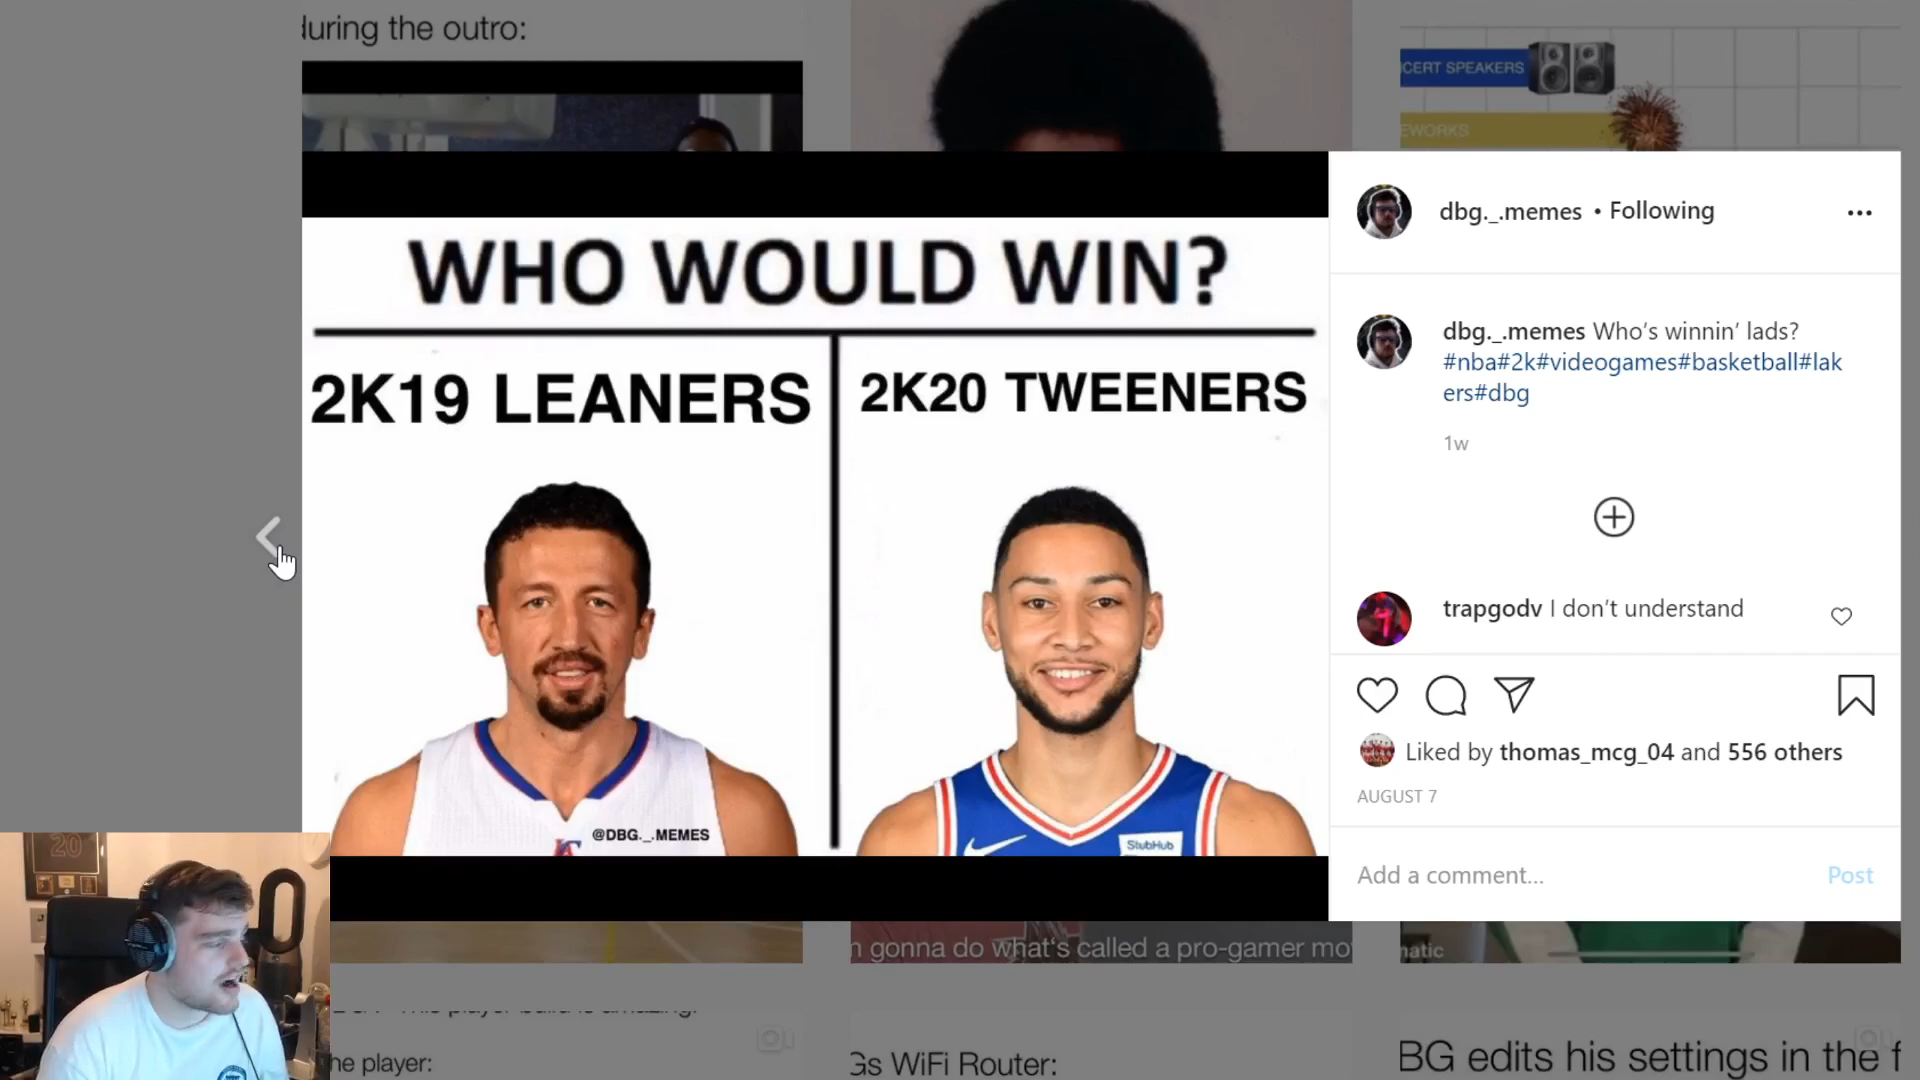 during the outro:
CERT SPEAKERS
EWORKS
WHO WOULD WIN?
2K19 LEANERS
2K20 TWEENERS
@DBG._.MEMES
StubHub
dbg._.memes • Following
dbg._.memes Who's winnin' lads?
#nba#2k#videogames#basketball#lak
ers#dbg
1w
trapgodv I don't understand
Liked by thomas_mcg_04 and 556 others
AUGUST 7
Add a comment...
Post
20
m gonna do what's called a pro-gamer mo
matic
he player:
Gs WiFi Router:
BG edits his settings in the f